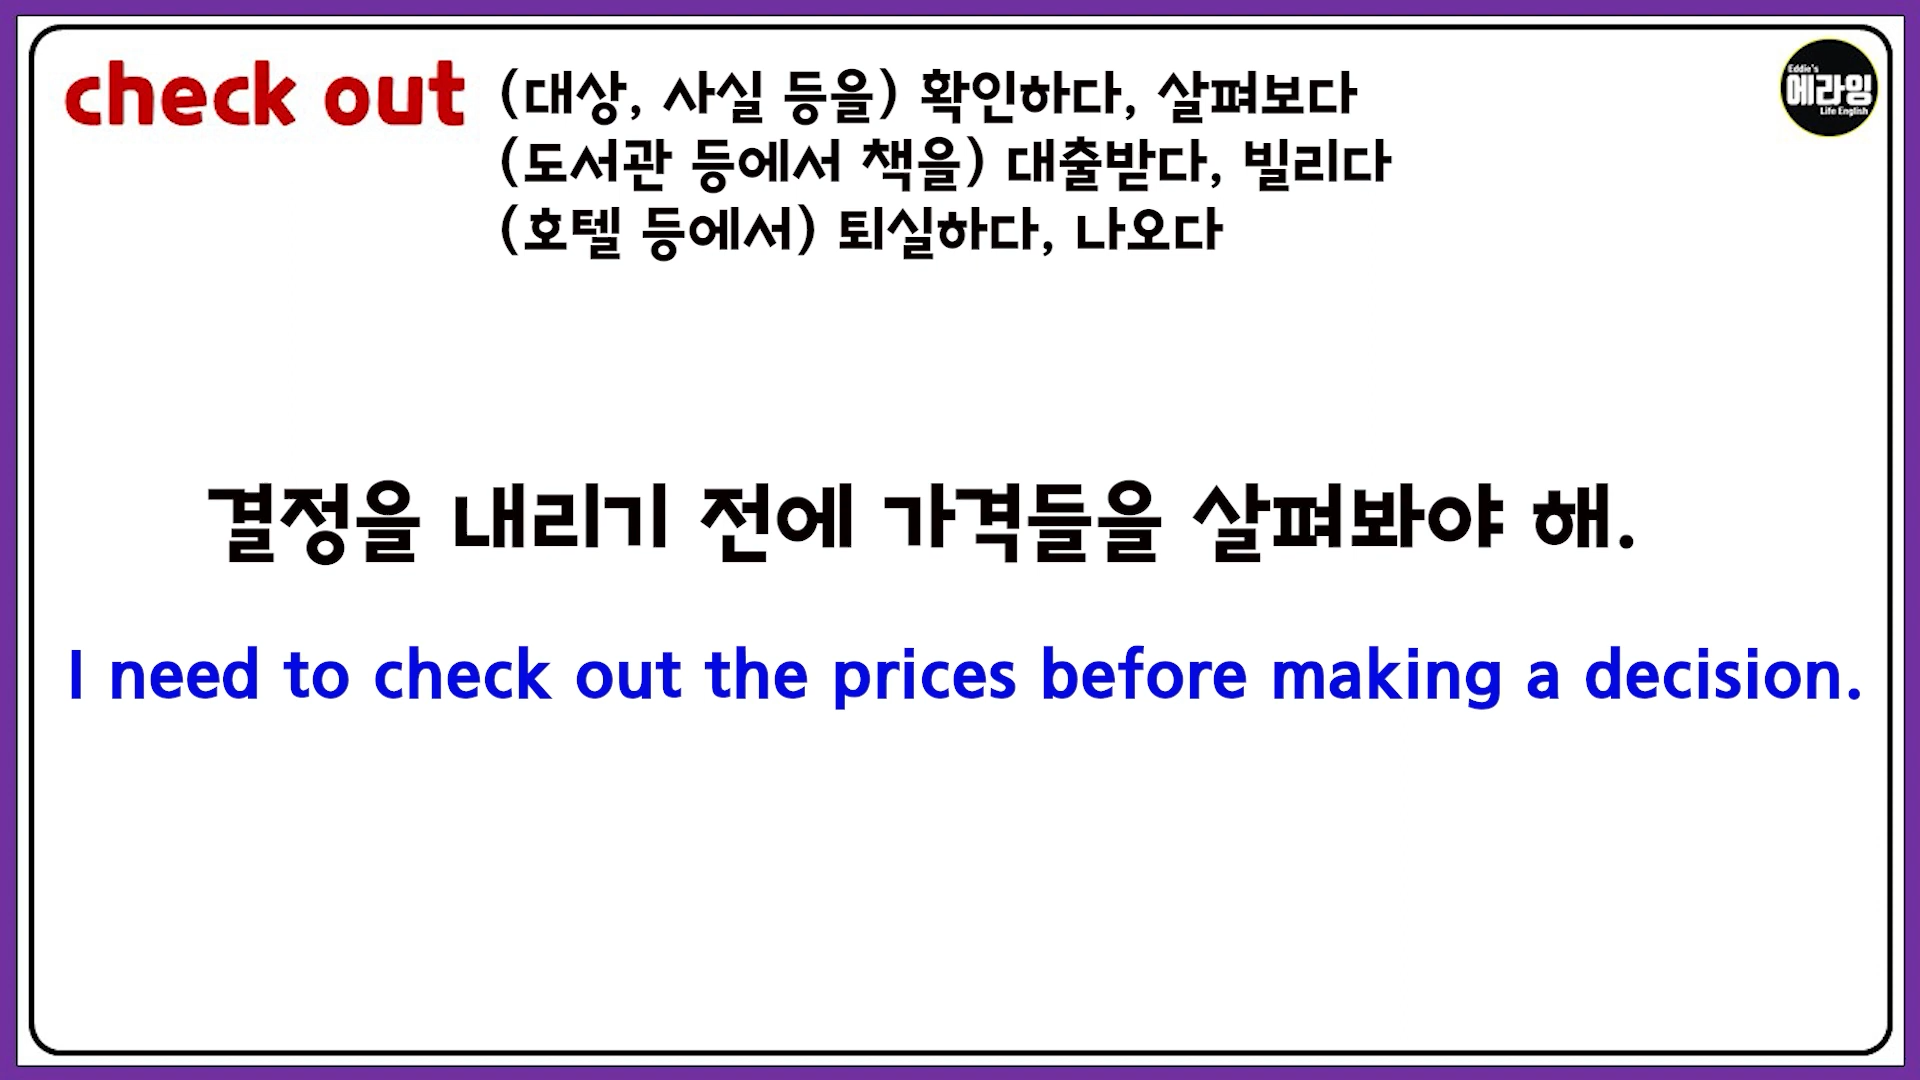 check out (대상, 사실 등을) 확인하다, 살펴보다
(도서관 등에서 책을) 대출받다, 빌리다
(호텔 등에서) 퇴실하다, 나오다
Eddie's
에라잉
Life English
결정을 내리기 전에 가격들을 살펴봐야 해.
I need to check out the prices before making a decision.